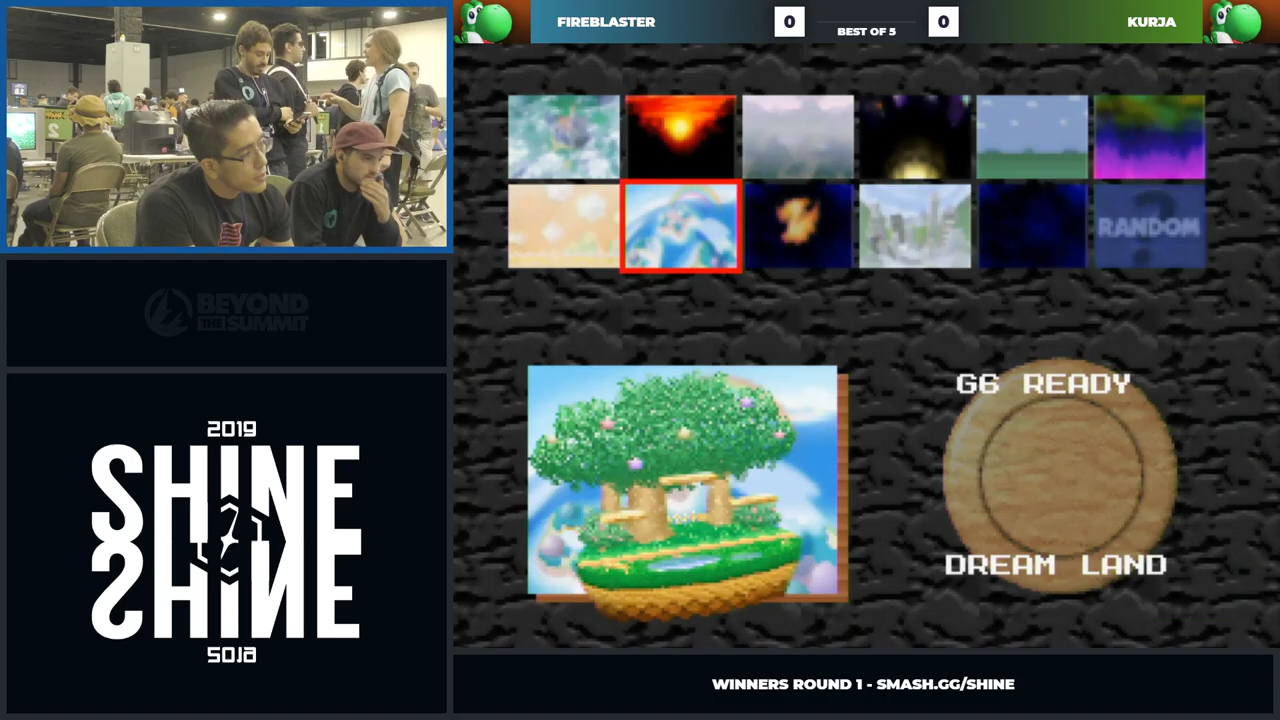 FIREBLASTER
0
BEST OF 5
0
KURJA
RANDOM
?
BEYOND
THE SUMMIT
G6 READY
DREAM LAND
2019
SHINE
SHINE
2019
WINNERS ROUND 1 - SMASH.GG/SHINE